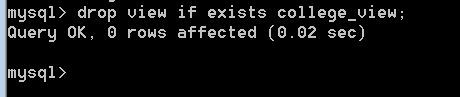 mysql> drop view if exists college_view;
Query OK, 0 rows affected (0.02 sec)
mysql>